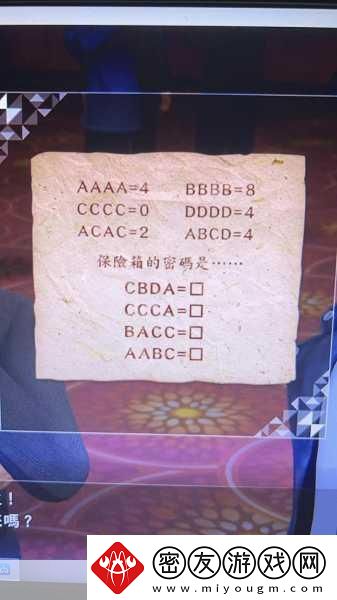 AAAA=4 BBBB=8
CCCC=0 DDDD=4
ACAC=2 ABCD=4
保險箱的密碼是……
CBDA=□
CCCA=□
BACC=□
AABC=□
！
嗎？
密友游戏网
www.miyougm.com